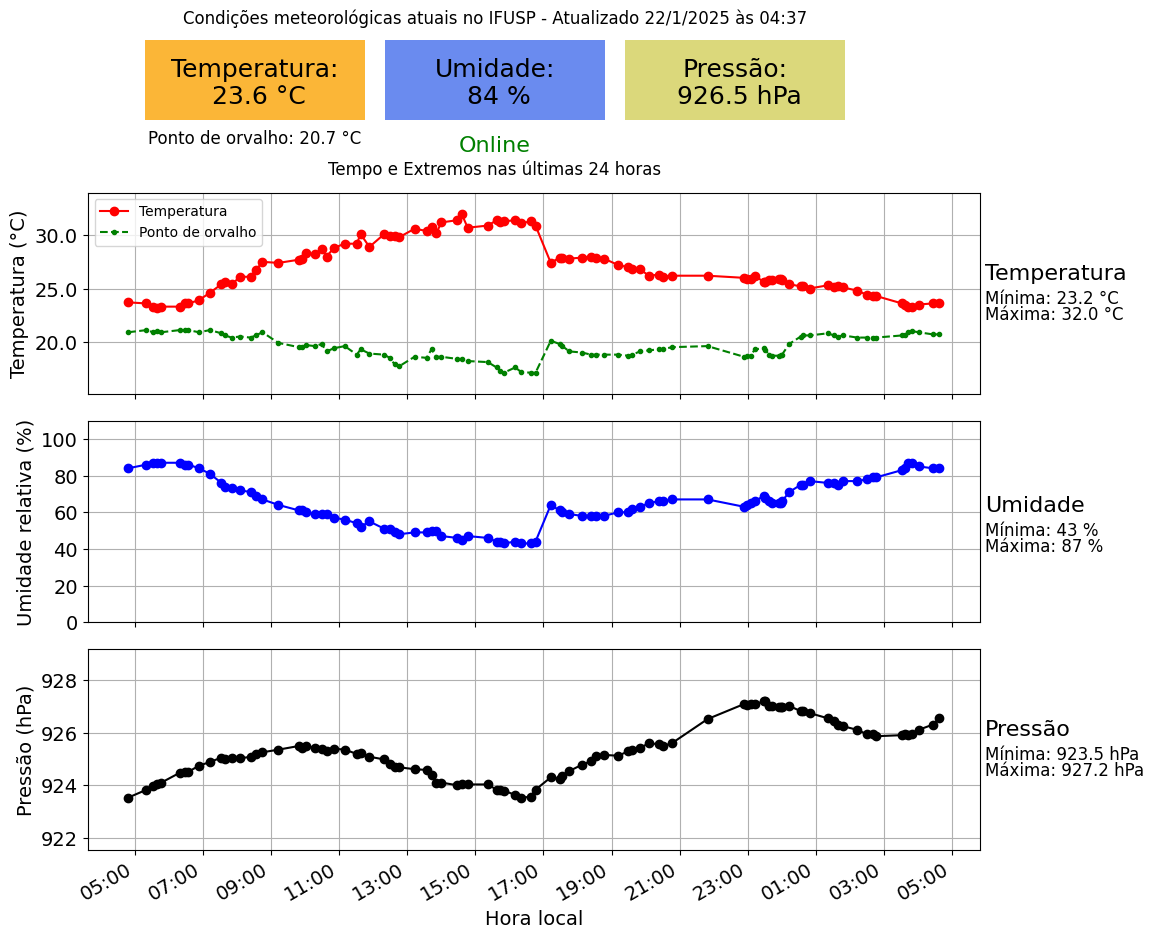 Condições meteorológicas atuais no IFUSP - Atualizado 22/1/2025 às 04:37
Temperatura:
23.6 °C
Umidade:
84 %
Pressão:
926.5 hPa
Ponto de orvalho: 20.7 °C
Online
Tempo e Extremos nas últimas 24 horas
Temperatura (°C)
30.0
25.0
20.0
Temperatura
Ponto de orvalho
Temperatura
Mínima: 23.2 °C
Máxima: 32.0 °C
Umidade relativa (%)
100
80
60
40
20
0
Umidade
Mínima: 43 %
Máxima: 87 %
Pressão (hPa)
928
926
924
922
Pressão
Mínima: 923.5 hPa
Máxima: 927.2 hPa
05:00 07:00 09:00 11:00 13:00 15:00 17:00 19:00 21:00 23:00 01:00 03:00 05:00
Hora local